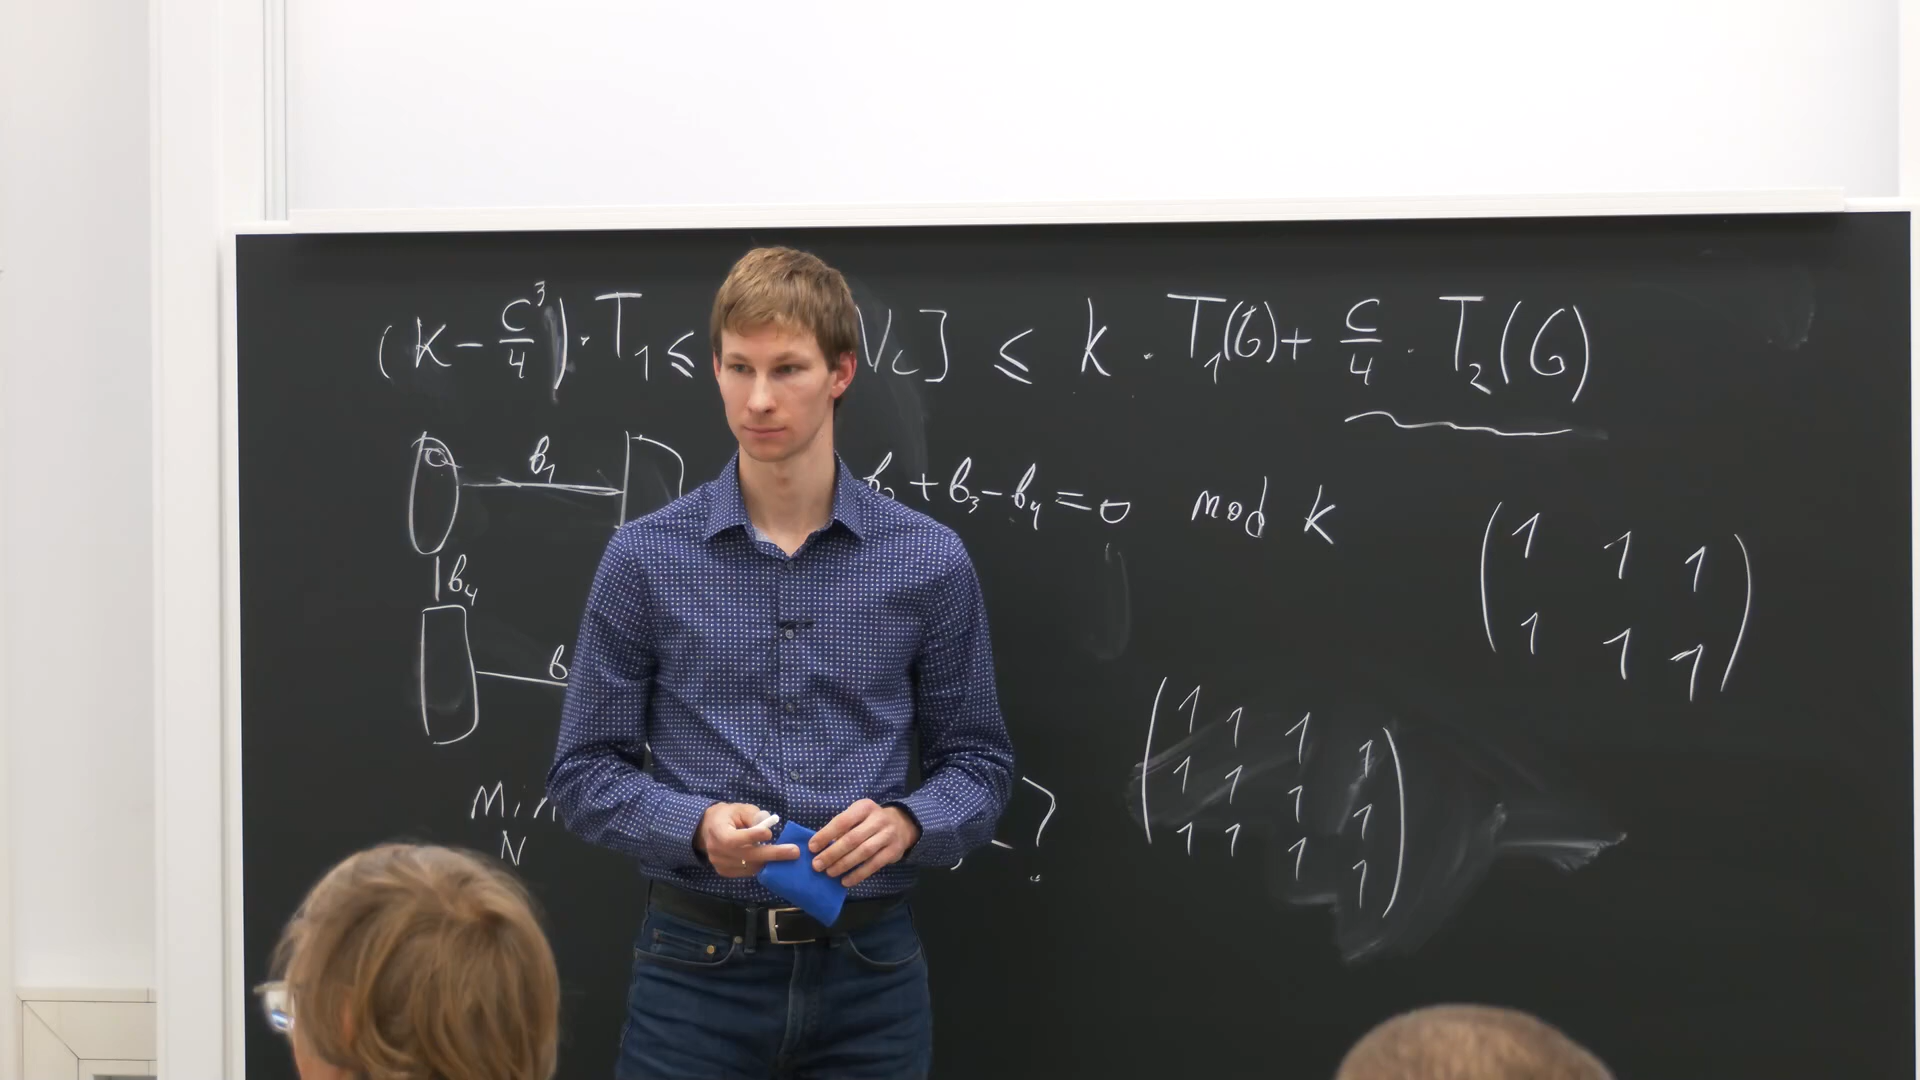 (K - C³/4) · T₁ ≤ V_c] ≤ k · T₁(G) + C/4 · T₂(G)
b₁
+ b₃ - b₄ = 0 mod k
b₄
b
1 1 1
1 1 1
Min
N
?
1 1 1 1
1 1 1 1
1 1 1 1